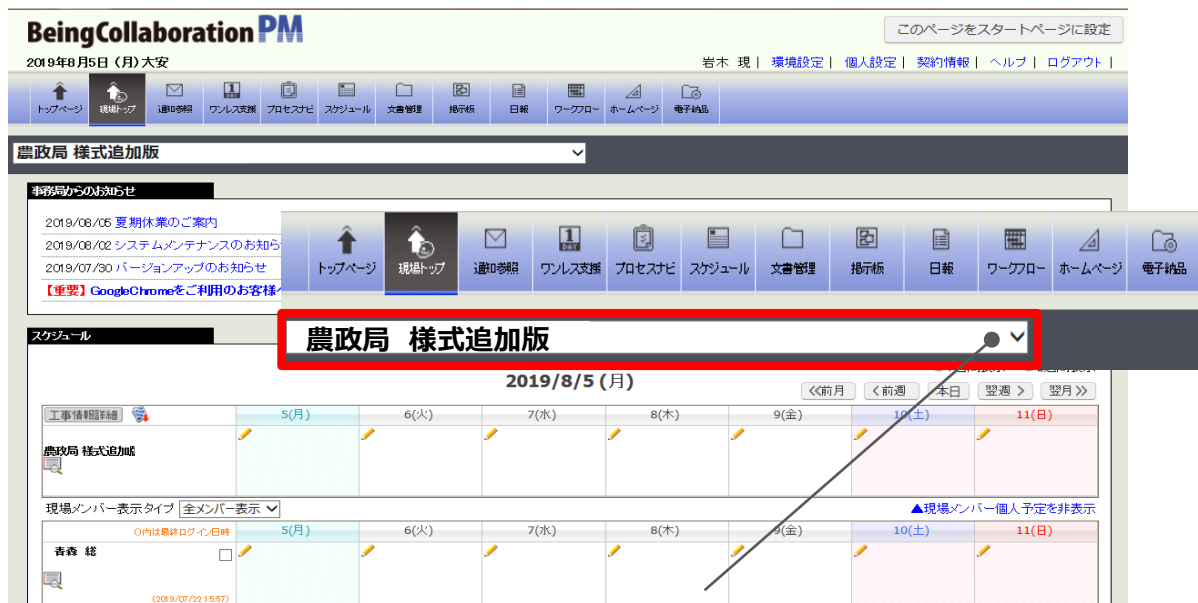 BeingCollaboration PM
このページをスタートページに設定
2019年8月5日（月）大安
岩木 現 | 環境設定 | 個人設定 | 契約情報 | ヘルプ | ログアウト |
トップページ 現場トップ 通知参照 ワンレス支援 プロセスナビ スケジュール 文書管理 掲示板 日報 ワークフロー ホームページ 電子納品
農政局 様式追加版
事務局からのお知らせ
2019/08/05 夏期休業のご案内
2019/08/02 システムメンテナンスのお知ら
2019/07/30 バージョンアップのお知らせ
【重要】GoogleChromeをご利用のお客様へ
トップページ 現場トップ 通知参照 ワンレス支援 プロセスナビ スケジュール 文書管理 掲示板 日報 ワークフロー ホームページ 電子納品
農政局 様式追加版
スケジュール
2019/8/5 (月)
≪前月 <前週 本日 翌週 > 翌月≫
工事情報詳細 5(月) 6(火) 7(水) 8(木) 9(金) 10(土) 11(日)
農政局 様式追加版
現場メンバー表示タイプ 全メンバー表示
▲現場メンバー個人予定を非表示
()内は最終ログイン日時 5(月) 6(火) 7(水) 8(木) 9(金) 10(土) 11(日)
青森 総
(2019/07/22 15:57)